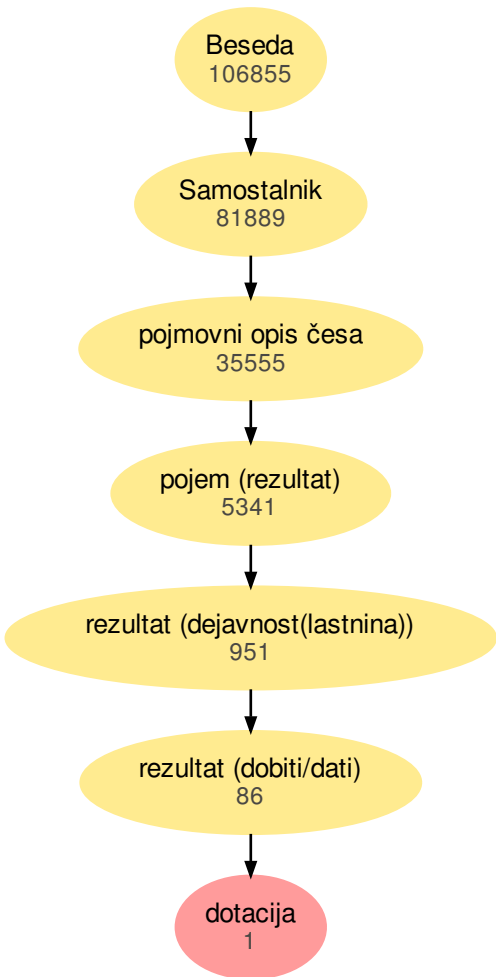 Beseda
106855
Samostalnik
81889
pojmovni opis česa
35555
pojem (rezultat)
5341
rezultat (dejavnost(lastnina))
951
rezultat (dobiti/dati)
86
dotacija
1